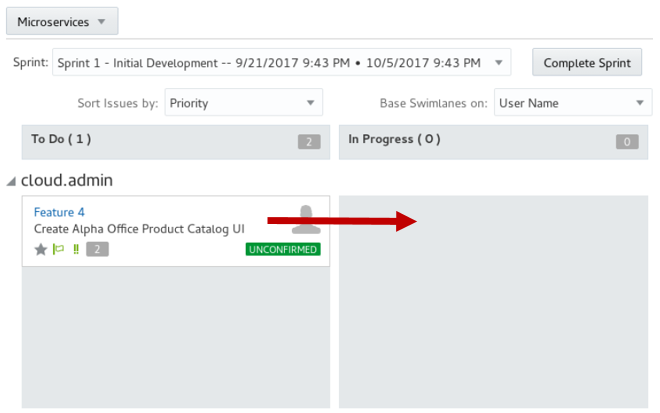 Microservices
Sprint: Sprint 1 - Initial Development -- 9/21/2017 9:43 PM • 10/5/2017 9:43 PM Complete Sprint
Sort Issues by: Priority Base Swimlanes on: User Name
To Do ( 1 ) 2 In Progress ( 0 ) 0
cloud.admin
Feature 4
Create Alpha Office Product Catalog UI
!! 2 UNCONFIRMED